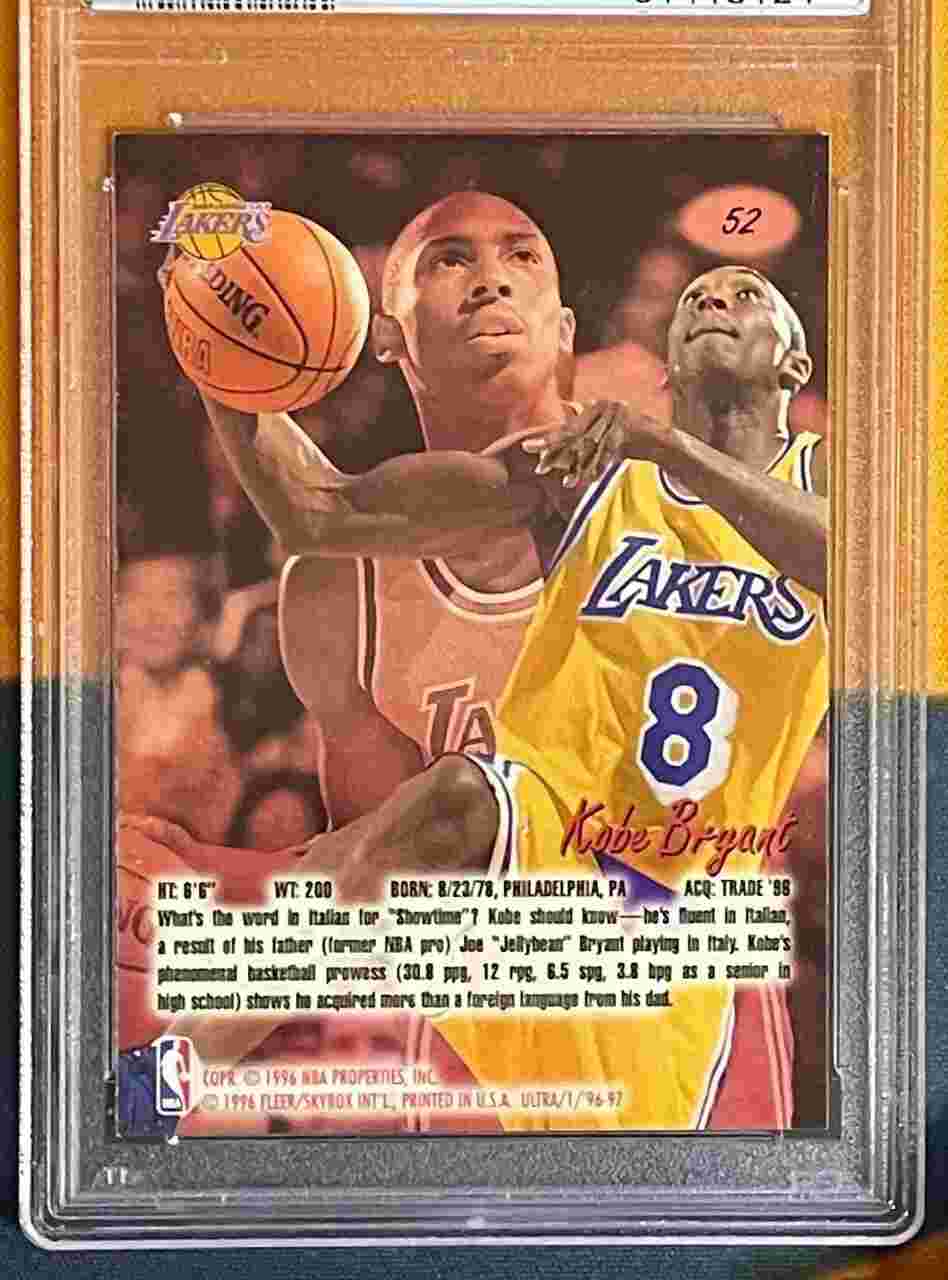 52
LAKERS
DING.
LAKERS
8
LA
Kobe Bryant
HT: 6'6" WT: 200 BORN: 8/23/78, PHILADELPHIA, PA ACQ: TRADE '96
What's the word in Italian for "Showtime"? Kobe should know—he's fluent in Italian,
a result of his father (former NBA pro) Joe "Jellybean" Bryant playing in Italy. Kobe's
phenomenal basketball prowess (30.8 ppg, 12 rpg, 6.5 spg, 3.8 bpg as a senior in
high school) shows he acquired more than a foreign language from his dad.
NBA
COPR. © 1996 NBA PROPERTIES, INC.
© 1996 FLEER/SKYBOX INT'L., PRINTED IN U.S.A. ULTRA/1/'96-97